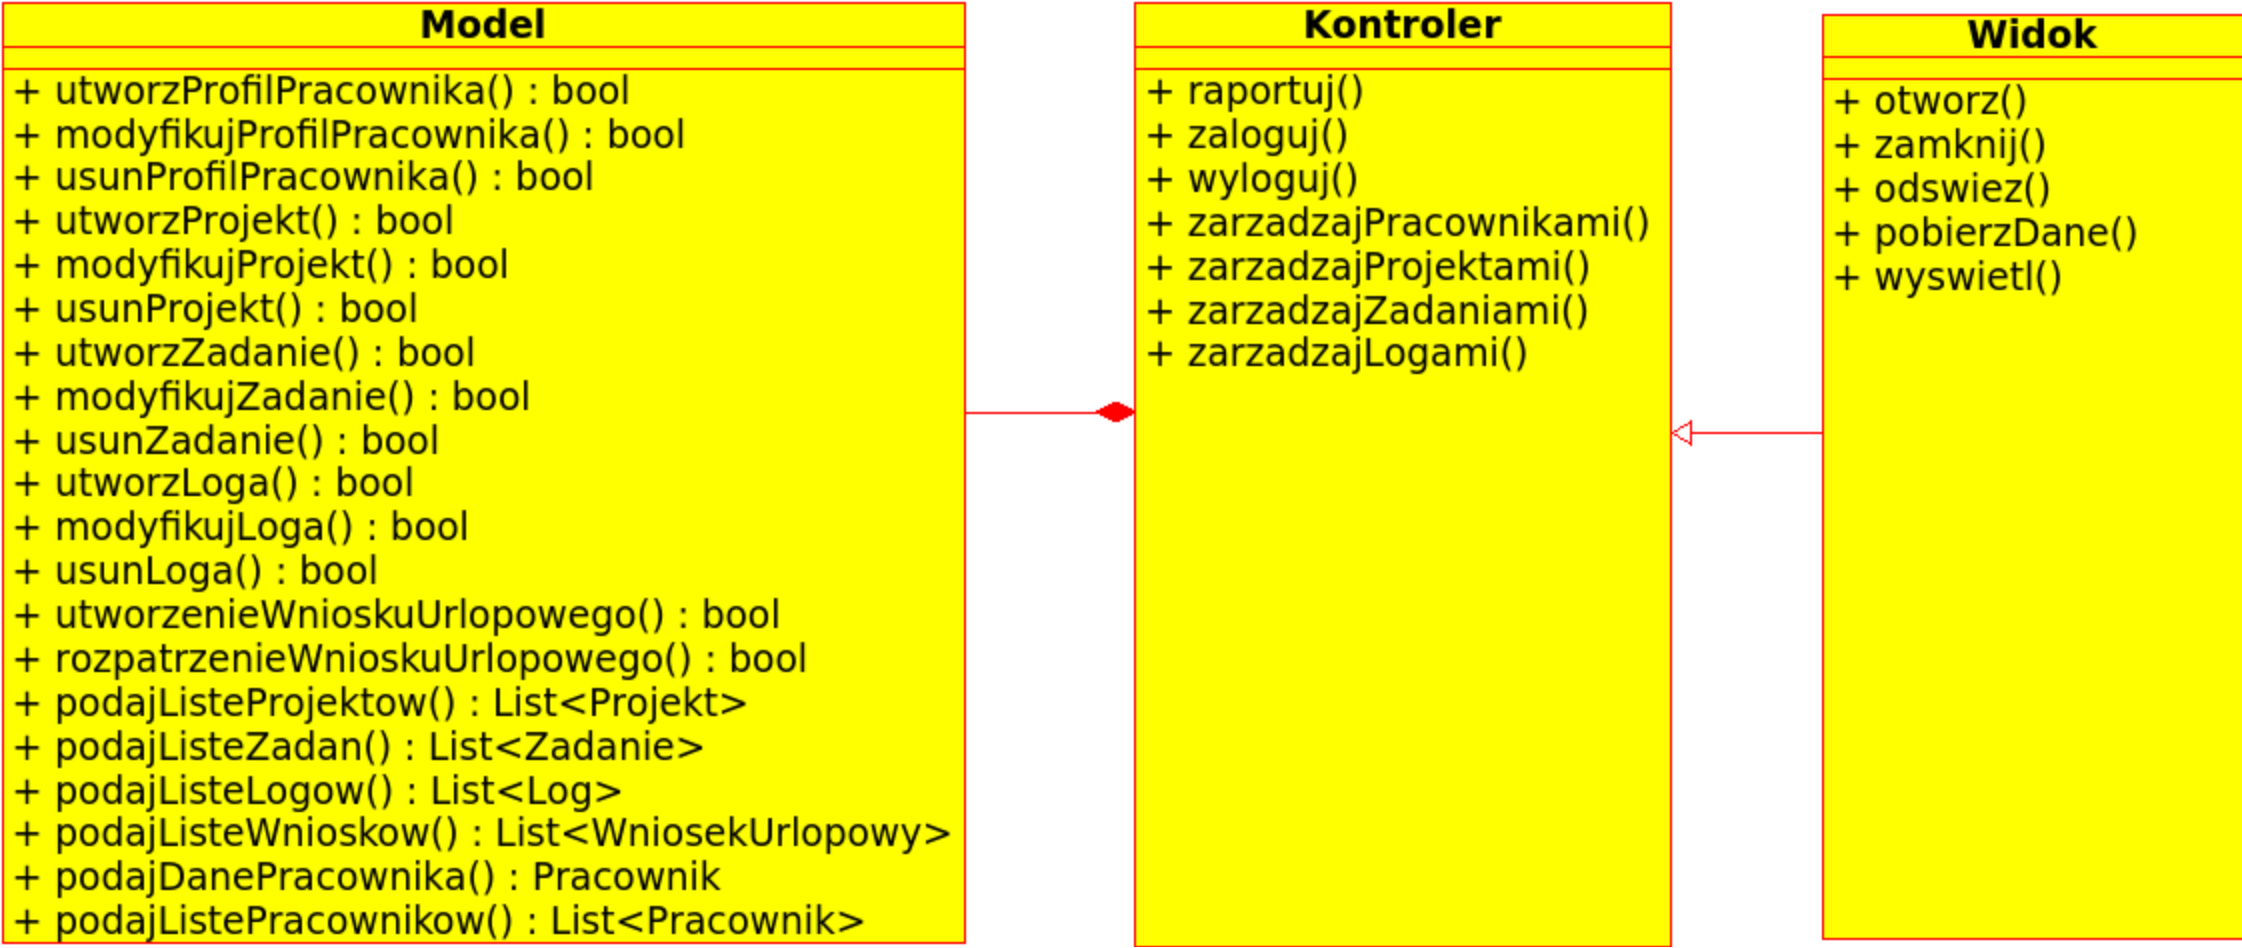 Model
+ utworzProfilPracownika() : bool
+ modyfikujProfilPracownika() : bool
+ usunProfilPracownika() : bool
+ utworzProjekt() : bool
+ modyfikujProjekt() : bool
+ usunProjekt() : bool
+ utworzZadanie() : bool
+ modyfikujZadanie() : bool
+ usunZadanie() : bool
+ utworzLoga() : bool
+ modyfikujLoga() : bool
+ usunLoga() : bool
+ utworzenieWnioskuUrlopowego() : bool
+ rozpatrzenieWnioskuUrlopowego() : bool
+ podajListeProjektow() : List<Projekt>
+ podajListeZadan() : List<Zadanie>
+ podajListeLogow() : List<Log>
+ podajListeWnioskow() : List<WniosekUrlopowy>
+ podajDanePracownika() : Pracownik
+ podajListePracownikow() : List<Pracownik>
Kontroler
+ raportuj()
+ zaloguj()
+ wyloguj()
+ zarzadzajPracownikami()
+ zarzadzajProjektami()
+ zarzadzajZadaniami()
+ zarzadzajLogami()
Widok
+ otworz()
+ zamknij()
+ odswiez()
+ pobierzDane()
+ wyswietl()